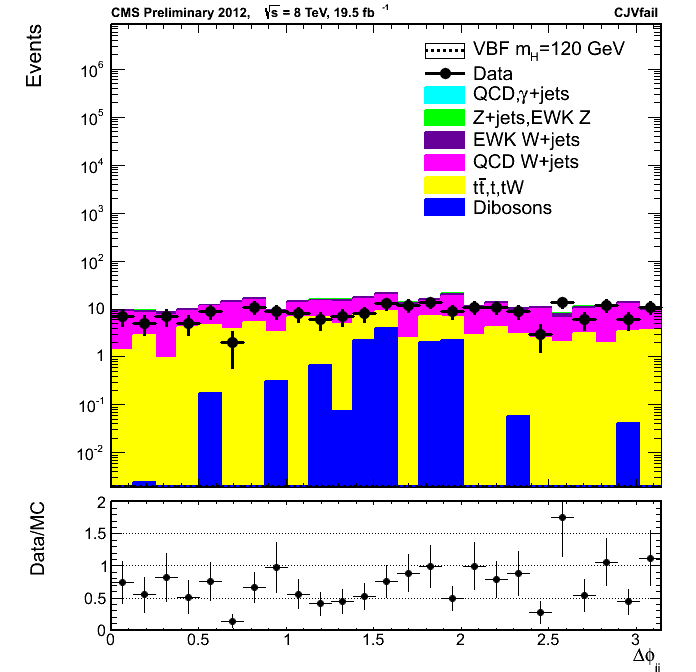 CMS Preliminary 2012, √s = 8 TeV, 19.5 fb⁻¹ CJVfail
Events
10⁶
10⁵
10⁴
10³
10²
10
1
10⁻¹
10⁻²
VBF m_H=120 GeV
Data
QCD,γ+jets
Z+jets,EWK Z
EWK W+jets
QCD W+jets
tt̄,t,tW
Dibosons
Data/MC
2
1.5
1
0.5
0
0 0.5 1 1.5 2 2.5 3
Δϕ_jj